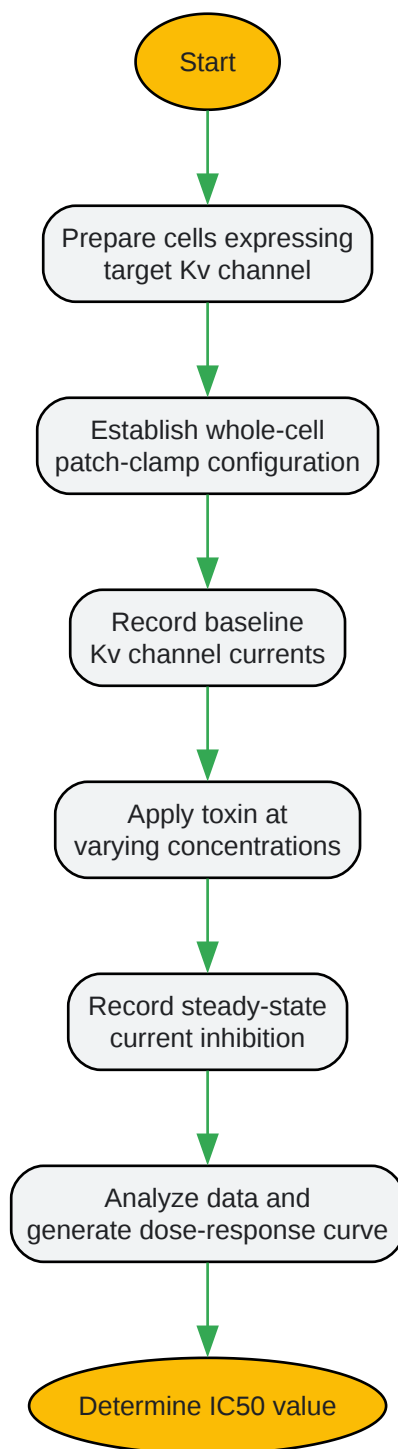 Start
Prepare cells expressing
target Kv channel
Establish whole-cell
patch-clamp configuration
Record baseline
Kv channel currents
Apply toxin at
varying concentrations
Record steady-state
current inhibition
Analyze data and
generate dose-response curve
Determine IC50 value